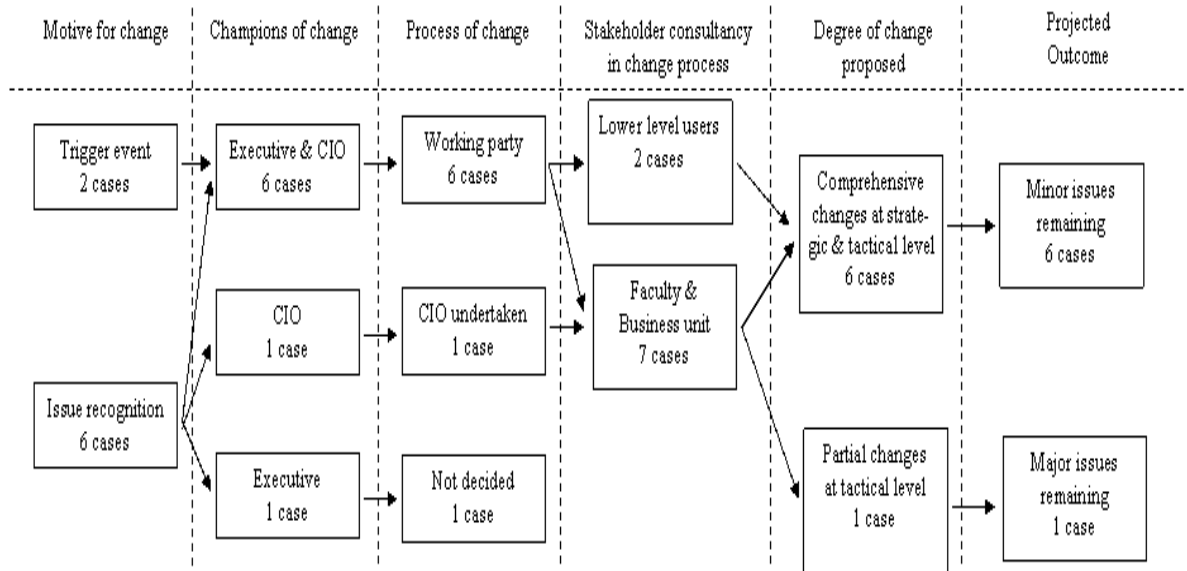 Motive for change
Champions of change
Process of change
Stakeholder consultancy
in change process
Degree of change
proposed
Projected
Outcome
Trigger event
2 cases
Issue recognition
6 cases
Executive & CIO
6 cases
CIO
1 case
Executive
1 case
Working party
6 cases
CIO undertaken
1 case
Not decided
1 case
Lower level users
2 cases
Faculty &
Business unit
7 cases
Comprehensive
changes at strate-
gic & tactical level
6 cases
Partial changes
at tactical level
1 case
Minor issues
remaining
6 cases
Major issues
remaining
1 case